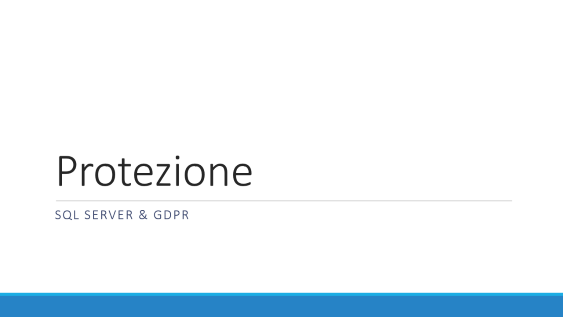 Protezione
SQL SERVER & GDPR